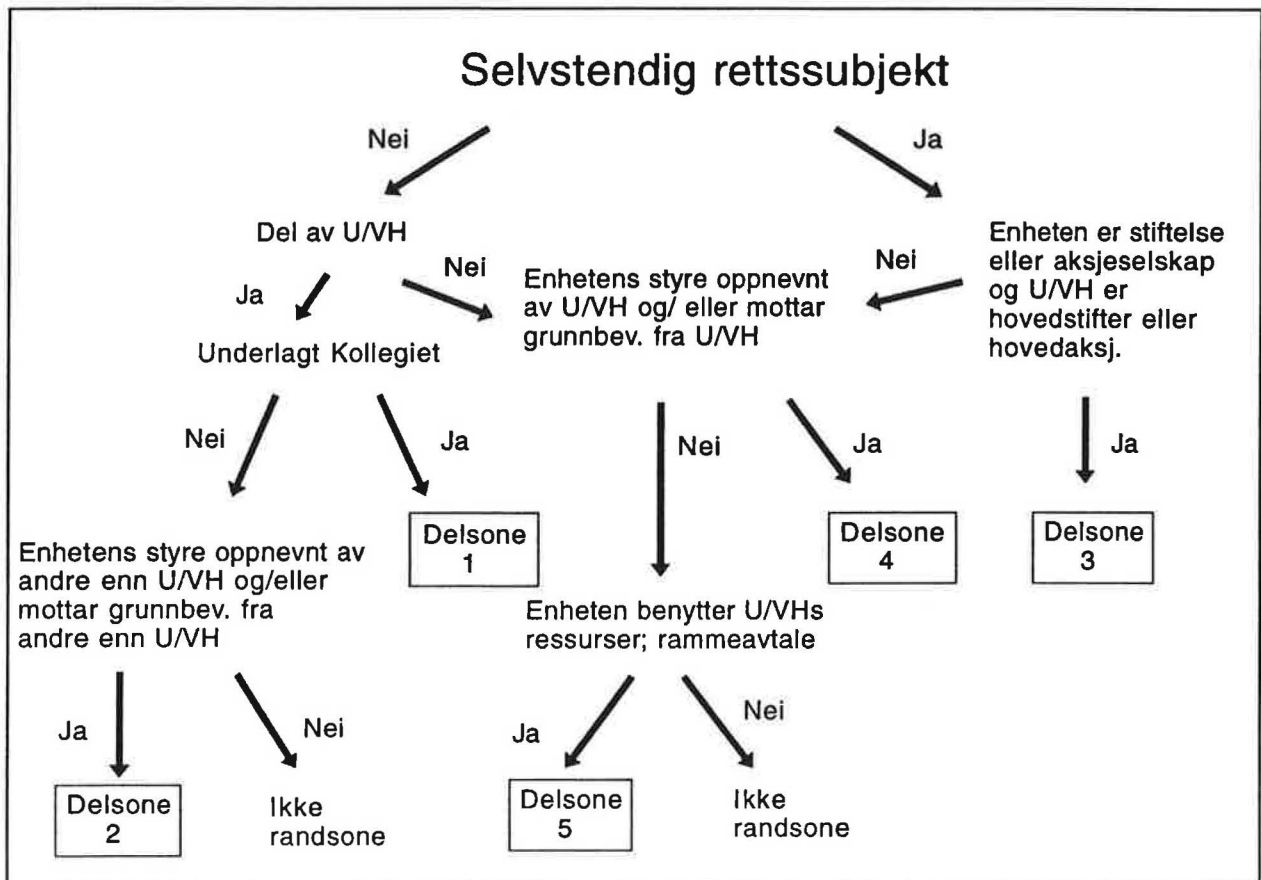 Selvstendig rettssubjekt
Nei
Ja
Del av U/VH
Nei
Enhetens styre oppnevnt
av U/VH og/ eller mottar
grunnbev. fra U/VH
Nei
Enheten er stiftelse
eller aksjeselskap
og U/VH er
hovedstifter eller
hovedaksj.
Ja
Underlagt Kollegiet
Nei
Ja
Nei
Ja
Ja
Delsone
1
Delsone
4
Delsone
3
Enhetens styre oppnevnt av
andre enn U/VH og/eller
mottar grunnbev. fra
andre enn U/VH
Enheten benytter U/VHs
ressurser; rammeavtale
Ja
Nei
Ja
Nei
Delsone
2
Ikke
randsone
Delsone
5
Ikke
randsone